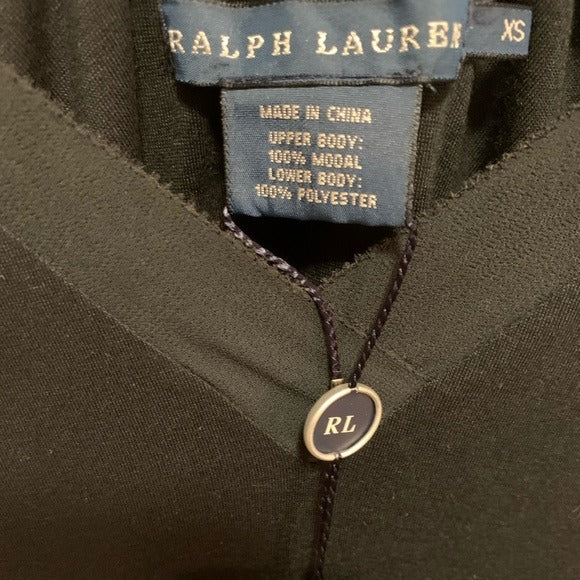 RALPH LAUREN
XS
MADE IN CHINA
UPPER BODY:
100% MODAL
LOWER BODY:
100% POLYESTER
RL